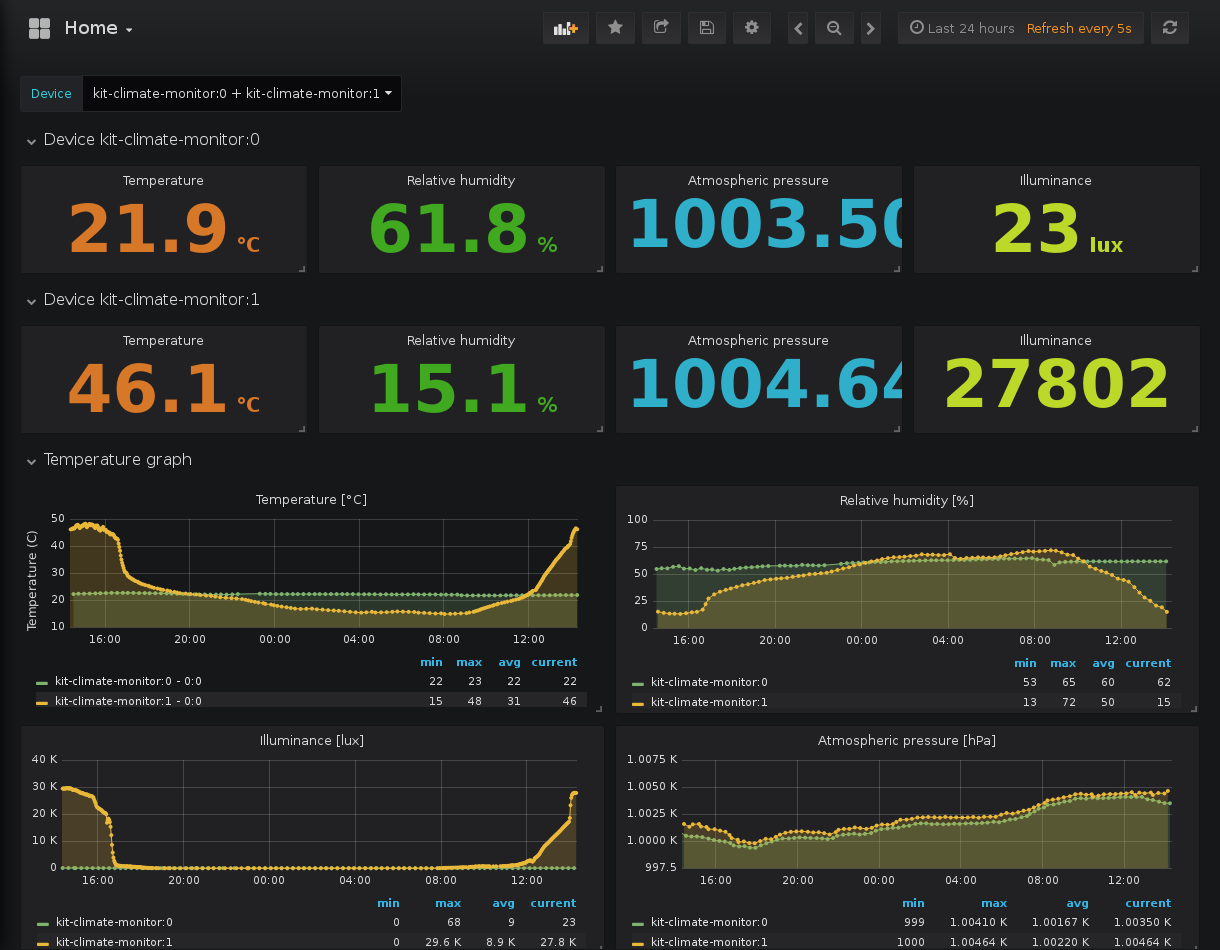 Home
Last 24 hours Refresh every 5s
Device kit-climate-monitor:0 + kit-climate-monitor:1
Device kit-climate-monitor:0
Temperature Relative humidity Atmospheric pressure Illuminance
21.9 °C 61.8 % 1003.50 23 lux
Device kit-climate-monitor:1
Temperature Relative humidity Atmospheric pressure Illuminance
46.1 °C 15.1 % 1004.64 27802
Temperature graph
Temperature [°C]
Temperature (C)
50
40
30
20
10
16:00 20:00 00:00 04:00 08:00 12:00
min max avg current
kit-climate-monitor:0 - 0:0 22 23 22 22
kit-climate-monitor:1 - 0:0 15 48 31 46
Relative humidity [%]
100
75
50
25
0
16:00 20:00 00:00 04:00 08:00 12:00
min max avg current
kit-climate-monitor:0 53 65 60 62
kit-climate-monitor:1 13 72 50 15
Illuminance [lux]
40 K
30 K
20 K
10 K
0
16:00 20:00 00:00 04:00 08:00 12:00
min max avg current
kit-climate-monitor:0 0 68 9 23
kit-climate-monitor:1 0 29.6 K 8.9 K 27.8 K
Atmospheric pressure [hPa]
1.0075 K
1.0050 K
1.0025 K
1.0000 K
997.5
16:00 20:00 00:00 04:00 08:00 12:00
min max avg current
kit-climate-monitor:0 999 1.00410 K 1.00167 K 1.00350 K
kit-climate-monitor:1 1000 1.00464 K 1.00220 K 1.00464 K